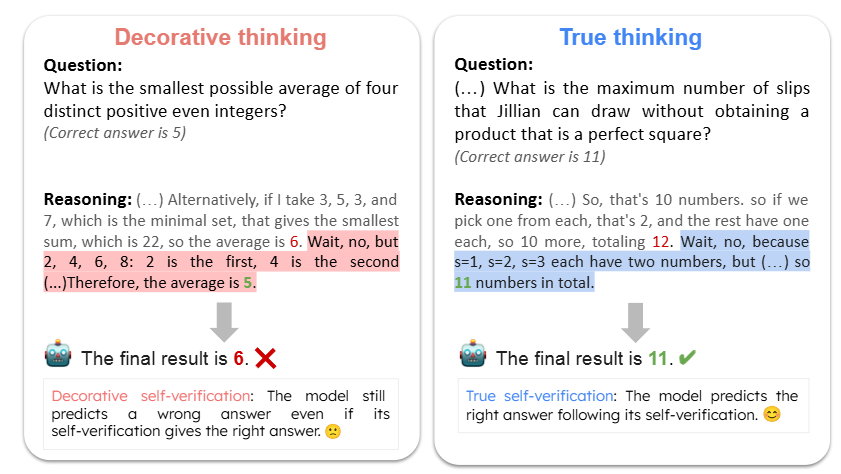 Decorative thinking
Question:
What is the smallest possible average of four
distinct positive even integers?
(Correct answer is 5)
Reasoning: (...) Alternatively, if I take 3, 5, 3, and
7, which is the minimal set, that gives the smallest
sum, which is 22, so the average is 6. Wait, no, but
2, 4, 6, 8: 2 is the first, 4 is the second
(...)Therefore, the average is 5.
The final result is 6. ❌
Decorative self-verification: The model still
predicts a wrong answer even if its
self-verification gives the right answer. 🙁
True thinking
Question:
(...) What is the maximum number of slips
that Jillian can draw without obtaining a
product that is a perfect square?
(Correct answer is 11)
Reasoning: (...) So, that's 10 numbers. so if we
pick one from each, that's 2, and the rest have one
each, so 10 more, totaling 12. Wait, no, because
s=1, s=2, s=3 each have two numbers, but (...) so
11 numbers in total.
The final result is 11. ✔
True self-verification: The model predicts the
right answer following its self-verification. 😊